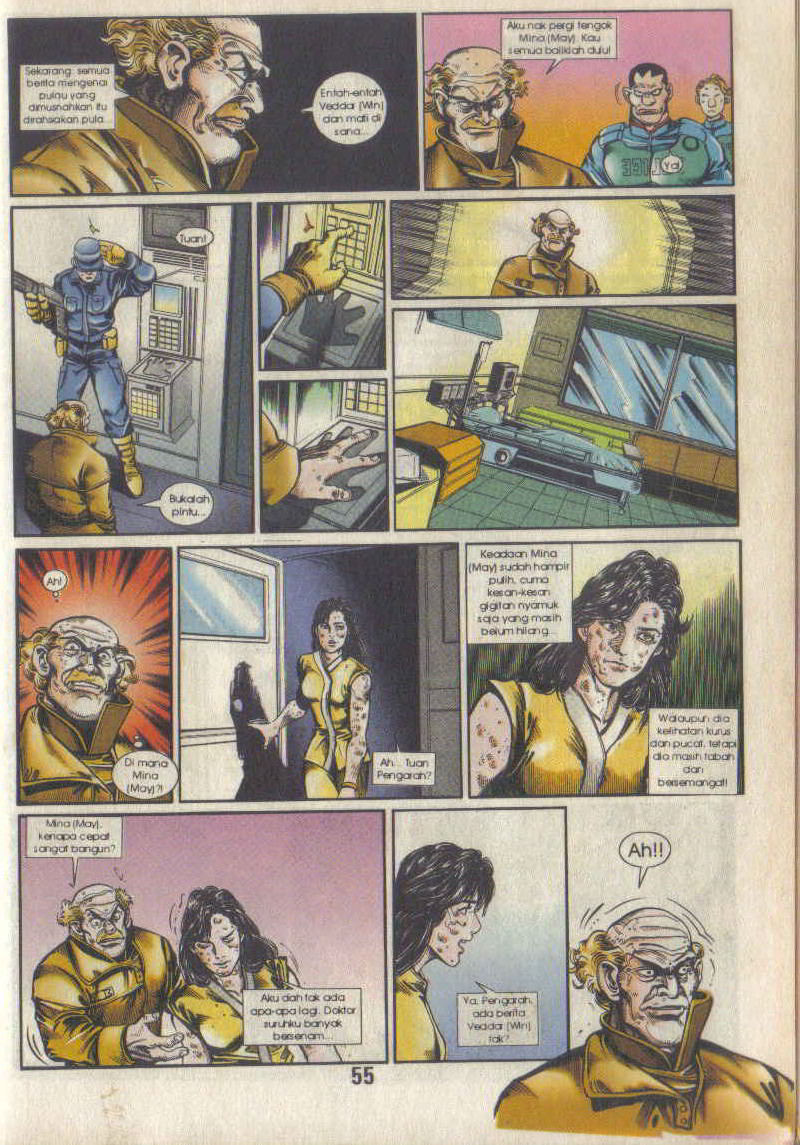 Sekarang, semua
berita mengenai
pulau yang
dimusnahkan itu
dirahsiakan pula...
Entah-entah
Veddai (Win)
dan mati di
sana...
Aku nak pergi tengok
Mina (May). Kau
semua baliklah dulu!
331
Ya!
Tuan!
Bukalah
pintu...
Ah!
Di mana
Mina
(May)?!
Ah... Tuan
Pengarah?
Keadaan Mina
(May) sudah hampir
pulih, cuma
kesan-kesan
gigitan nyamuk
saja yang masih
belum hilang...
Walaupun dia
kelihatan kurus
dan pucat, tetapi
dia masih tabah
dan
bersemangat!
Mina (May),
kenapa cepat
sangat bangun?
Aku dah tak ada
apa-apa lagi. Doktor
suruhku banyak
bersenam...
Ya, Pengarah,
ada berita
Veddai (Win)
tak?
Ah!!
55